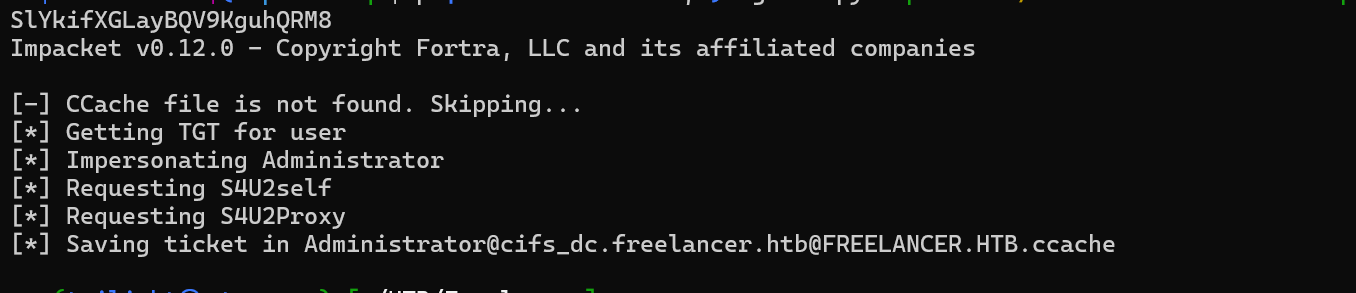 SlYkifXGLayBQV9KguhQRM8
Impacket v0.12.0 - Copyright Fortra, LLC and its affiliated companies
[-] CCache file is not found. Skipping...
[*] Getting TGT for user
[*] Impersonating Administrator
[*] Requesting S4U2self
[*] Requesting S4U2Proxy
[*] Saving ticket in Administrator@cifs_dc.freelancer.htb@FREELANCER.HTB.ccache